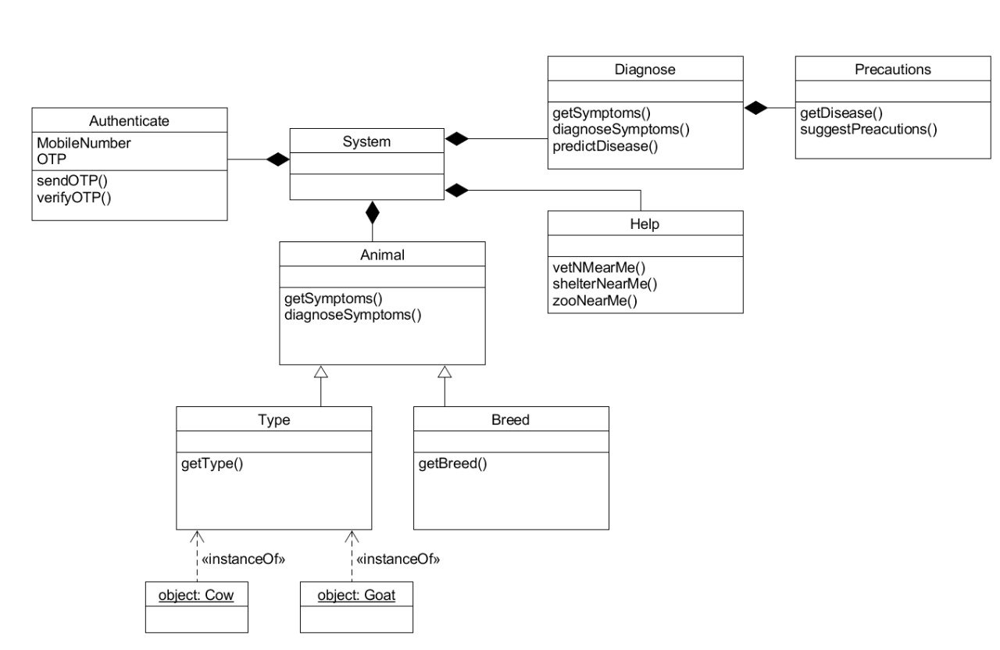 Authenticate
MobileNumber
OTP
sendOTP()
verifyOTP()
System
Diagnose
getSymptoms()
diagnoseSymptoms()
predictDisease()
Precautions
getDisease()
suggestPreacutions()
Help
vetNMearMe()
shelterNearMe()
zooNearMe()
Animal
getSymptoms()
diagnoseSymptoms()
Type
getType()
Breed
getBreed()
«instanceOf»
«instanceOf»
object: Cow
object: Goat